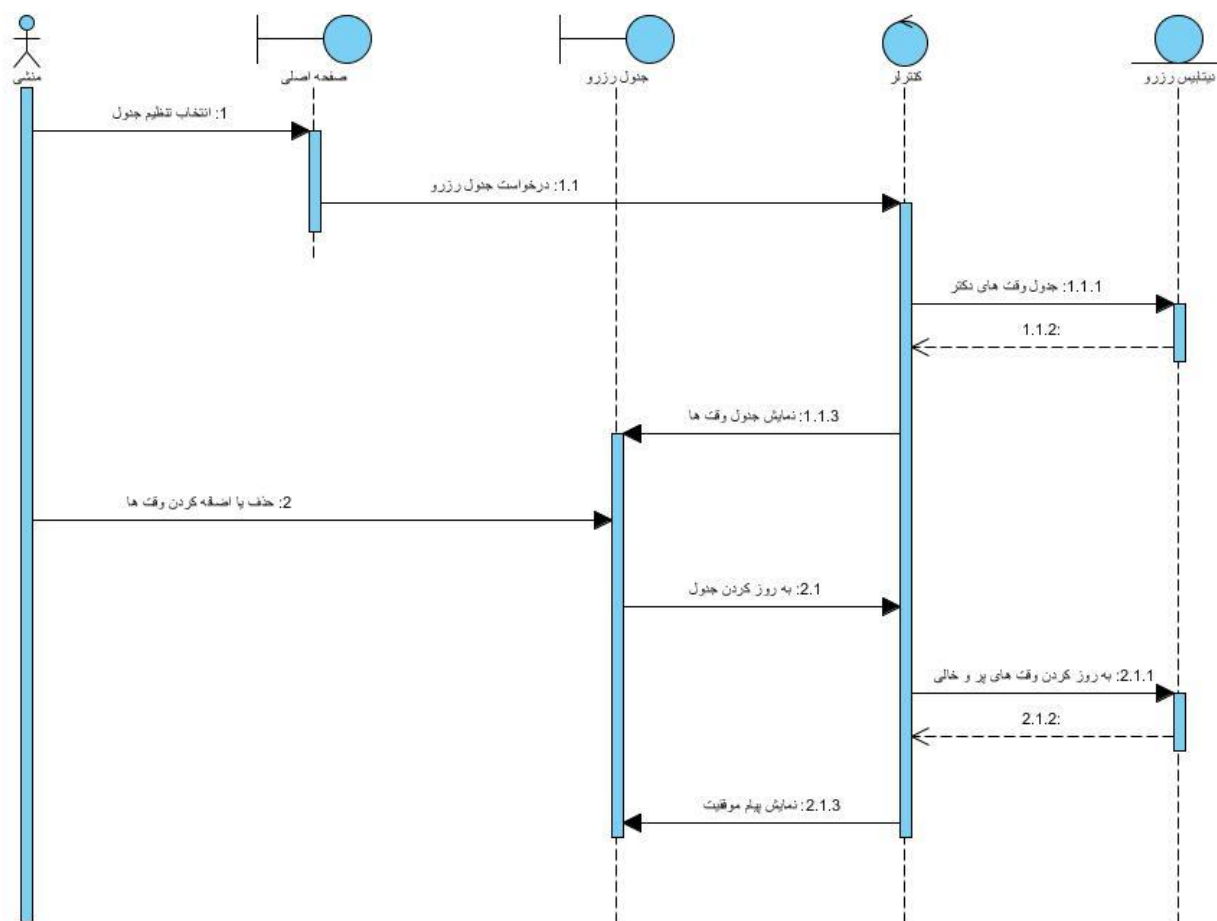 منشی
صفحه اصلی
جدول رزرو
کنترلر
دیتابیس رزرو
1: انتخاب تنظیم جدول
1.1: درخواست جدول رزرو
1.1.1: جدول وقت های دکتر
1.1.2:
1.1.3: نمایش جدول وقت ها
2: حذف یا اضافه کردن وقت ها
2.1: به روز کردن جدول
2.1.1: به روز کردن وقت های پر و خالی
2.1.2:
2.1.3: نمایش پیام موفقیت